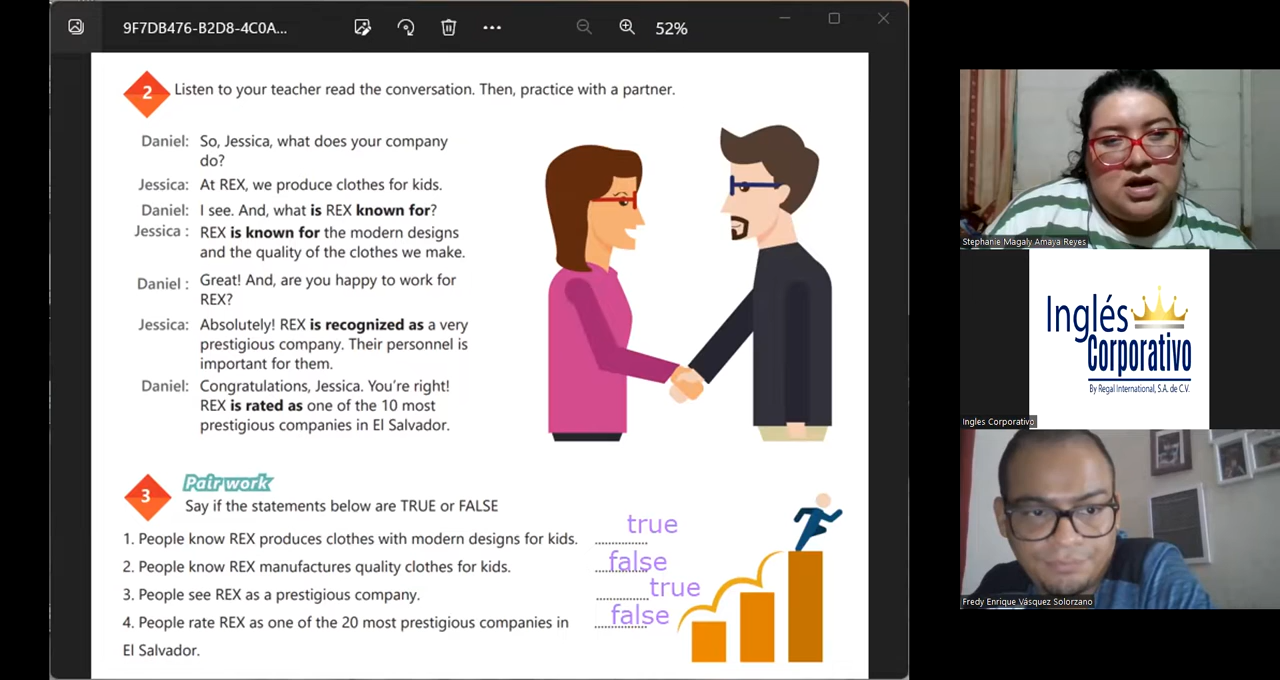 9F7DB476-B2D8-4C0A...
52%
2 Listen to your teacher read the conversation. Then, practice with a partner.
Daniel: So, Jessica, what does your company
do?
Jessica: At REX, we produce clothes for kids.
Daniel: I see. And, what is REX known for?
Jessica : REX is known for the modern designs
and the quality of the clothes we make.
Daniel : Great! And, are you happy to work for
REX?
Jessica: Absolutely! REX is recognized as a very
prestigious company. Their personnel is
important for them.
Daniel: Congratulations, Jessica. You're right!
REX is rated as one of the 10 most
prestigious companies in El Salvador.
3 Pair work
Say if the statements below are TRUE or FALSE
1. People know REX produces clothes with modern designs for kids. true
2. People know REX manufactures quality clothes for kids. false
3. People see REX as a prestigious company. true
4. People rate REX as one of the 20 most prestigious companies in false
El Salvador.
Stephanie Magaly Amaya Reyes
Inglés
Corporativo
By Regal International, S.A. de C.V.
Ingles Corporativo
Fredy Enrique Vásquez Solorzano